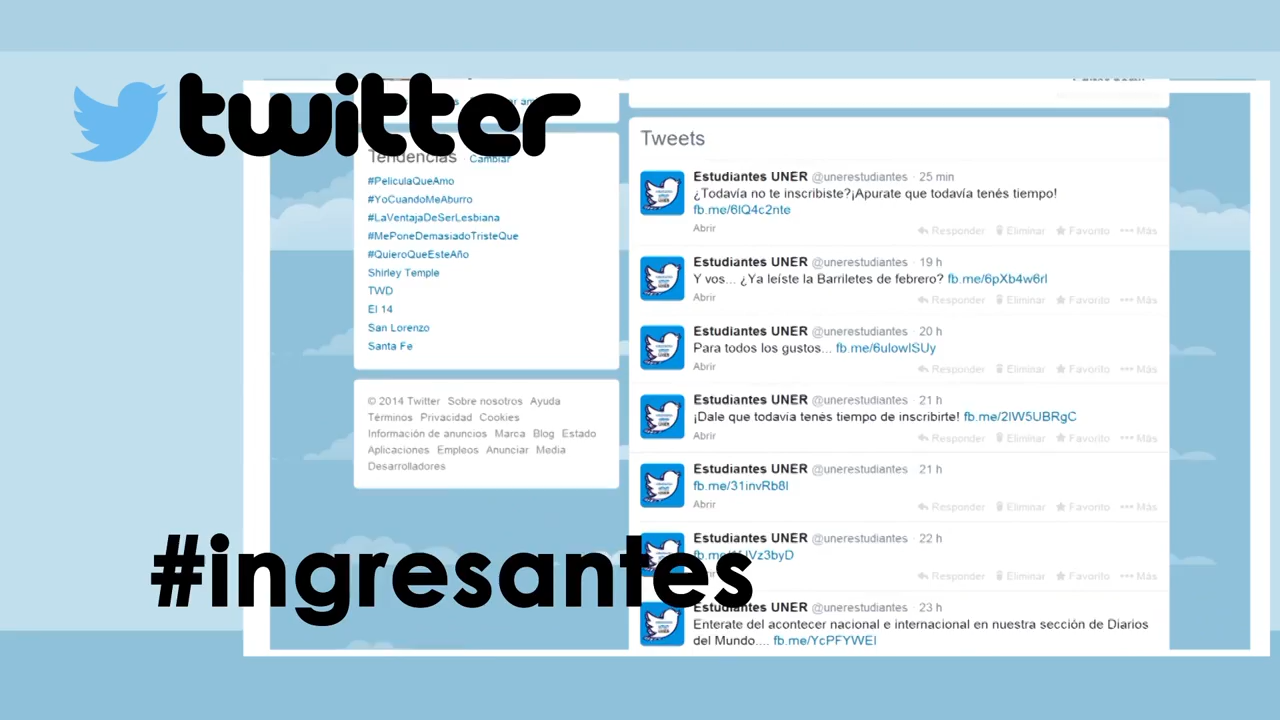 twitter
Tendencias · Cambiar
#PeliculaQueAmo
#YoCuandoMeAburro
#LaVentajaDeSerLesbiana
#MePoneDemasiadoTristeQue
#QuieroQueEsteAño
Shirley Temple
TWD
El 14
San Lorenzo
Santa Fe
© 2014 Twitter Sobre nosotros Ayuda
Términos Privacidad Cookies
Información de anuncios Marca Blog Estado
Aplicaciones Empleos Anunciar Media
Desarrolladores
Tweets
Estudiantes UNER @unerestudiantes · 25 min
¿Todavía no te inscribiste?¡Apurate que todavía tenés tiempo!
fb.me/6lQ4c2nte
Abrir
Responder Eliminar Favorito Más
Estudiantes UNER @unerestudiantes · 19 h
Y vos... ¿Ya leíste la Barriletes de febrero? fb.me/6pXb4w6rl
Abrir
Responder Eliminar Favorito Más
Estudiantes UNER @unerestudiantes · 20 h
Para todos los gustos... fb.me/6ulowlSUy
Abrir
Responder Eliminar Favorito Más
Estudiantes UNER @unerestudiantes · 21 h
¡Dale que todavía tenés tiempo de inscribirte! fb.me/2lW5UBRgC
Abrir
Responder Eliminar Favorito Más
Estudiantes UNER @unerestudiantes · 21 h
fb.me/31invRb8l
Abrir
Responder Eliminar Favorito Más
Estudiantes UNER @unerestudiantes · 22 h
Responder Eliminar Favorito Más
Estudiantes UNER @unerestudiantes · 23 h
Enterate del acontecer nacional e internacional en nuestra sección de Diarios
del Mundo.... fb.me/YcPFYWEl
#ingresantes